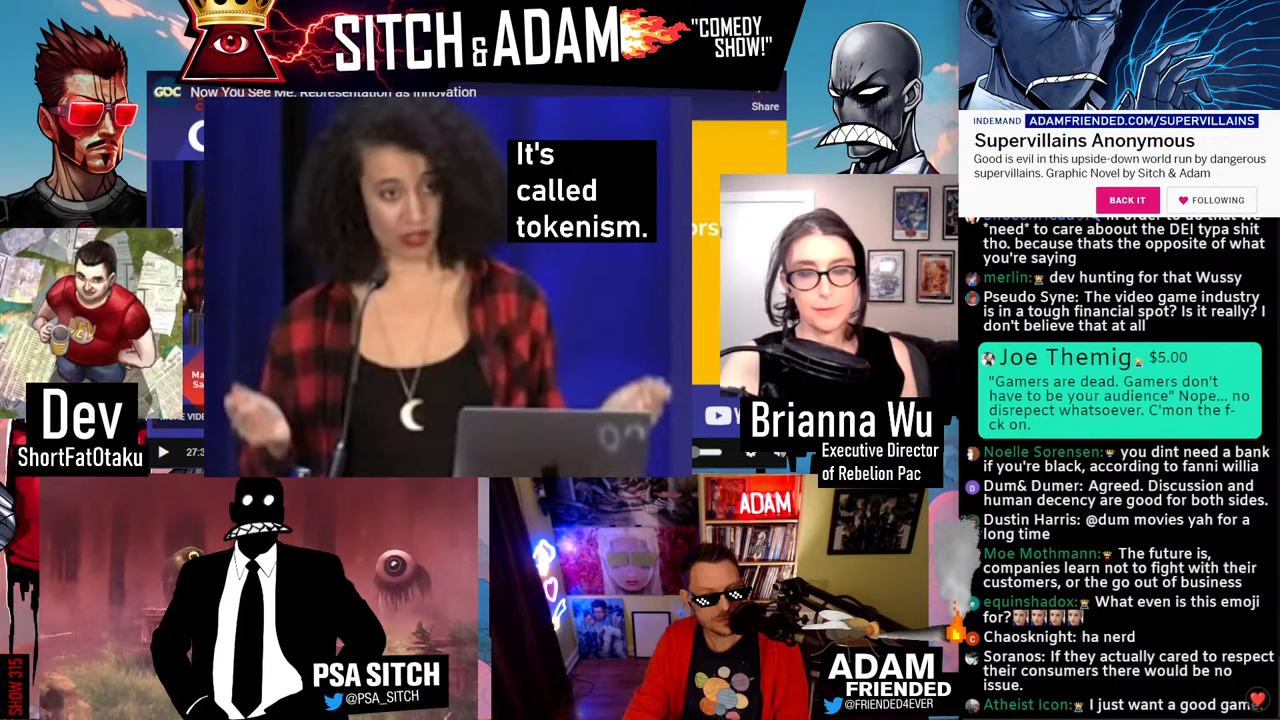 SITCH & ADAM
"COMEDY
SHOW!"
GDC Now You See Me: Representation as Innovation
Share
It's
called
tokenism.
ors
DEV
Dev
ShortFatOtaku
Ma
Sa
27:3
Brianna Wu
Executive Director
of Rebelion Pac
INDEMAND ADAMFRIENDED.COM/SUPERVILLAINS
Supervillains Anonymous
Good is evil in this upside-down world run by dangerous
supervillains. Graphic Novel by Sitch & Adam
BACK IT
FOLLOWING
*need* to care aboout the DEI typa shit
tho. because thats the opposite of what
you're saying
merlin: dev hunting for that Wussy
Pseudo Syne: The video game industry
is in a tough financial spot? Is it really? I
don't believe that at all
Joe Themig $5.00
"Gamers are dead. Gamers don't
have to be your audience" Nope... no
disrepect whatsoever. C'mon the f-
ck on.
Noelle Sorensen: you dint need a bank
if you're black, according to fanni willia
Dum& Dumer: Agreed. Discussion and
human decency are good for both sides.
Dustin Harris: @dum movies yah for a
long time
Moe Mothmann: The future is,
companies learn not to fight with their
customers, or the go out of business
equinshadox: What even is this emoji
for?
Chaosknight: ha nerd
Soranos: If they actually cared to respect
their consumers there would be no
issue.
Atheist Icon: I just want a good game
SHOW 315
PSA SITCH
@PSA_SITCH
ADAM
ADAM
FRIENDED
@FRIENDED4EVER